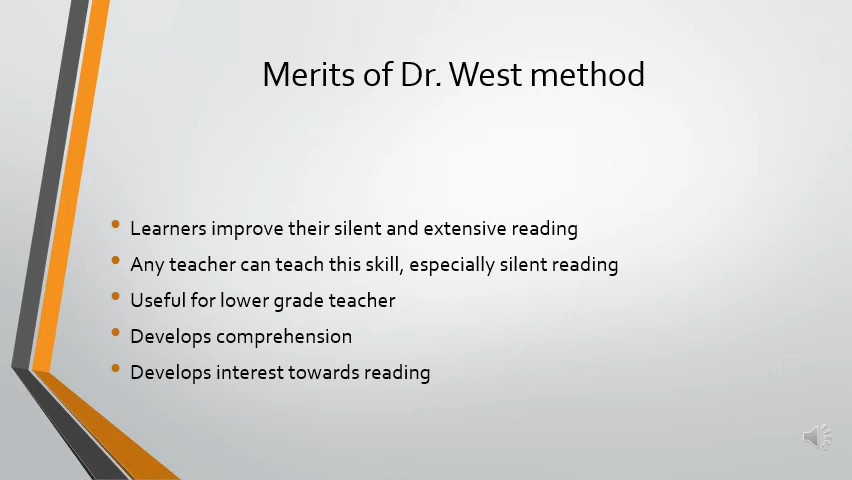 Merits of Dr. West method
• Learners improve their silent and extensive reading
• Any teacher can teach this skill, especially silent reading
• Useful for lower grade teacher
• Develops comprehension
• Develops interest towards reading